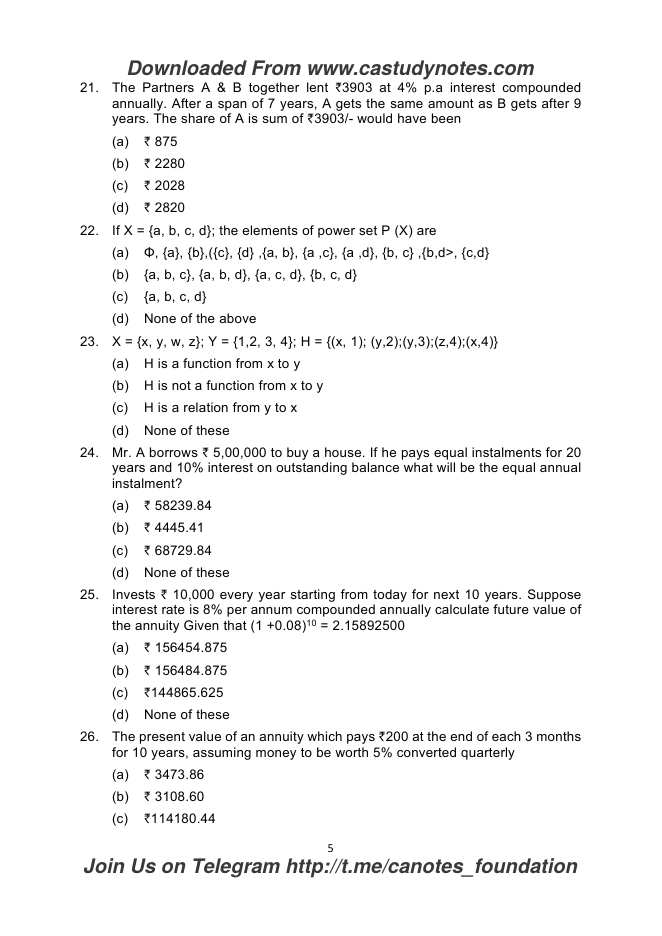 Downloaded From www.castudynotes.com
21. The Partners A & B together lent ₹3903 at 4% p.a interest compounded
annually. After a span of 7 years, A gets the same amount as B gets after 9
years. The share of A is sum of ₹3903/- would have been
(a) ₹ 875
(b) ₹ 2280
(c) ₹ 2028
(d) ₹ 2820
22. If X = {a, b, c, d}; the elements of power set P (X) are
(a) Φ, {a}, {b},({c}, {d} ,{a, b}, {a ,c}, {a ,d}, {b, c} ,{b,d>, {c,d}
(b) {a, b, c}, {a, b, d}, {a, c, d}, {b, c, d}
(c) {a, b, c, d}
(d) None of the above
23. X = {x, y, w, z}; Y = {1,2, 3, 4}; H = {(x, 1); (y,2);(y,3);(z,4);(x,4)}
(a) H is a function from x to y
(b) H is not a function from x to y
(c) H is a relation from y to x
(d) None of these
24. Mr. A borrows ₹ 5,00,000 to buy a house. If he pays equal instalments for 20
years and 10% interest on outstanding balance what will be the equal annual
instalment?
(a) ₹ 58239.84
(b) ₹ 4445.41
(c) ₹ 68729.84
(d) None of these
25. Invests ₹ 10,000 every year starting from today for next 10 years. Suppose
interest rate is 8% per annum compounded annually calculate future value of
the annuity Given that (1 +0.08)¹⁰ = 2.15892500
(a) ₹ 156454.875
(b) ₹ 156484.875
(c) ₹144865.625
(d) None of these
26. The present value of an annuity which pays ₹200 at the end of each 3 months
for 10 years, assuming money to be worth 5% converted quarterly
(a) ₹ 3473.86
(b) ₹ 3108.60
(c) ₹114180.44
5
Join Us on Telegram http://t.me/canotes_foundation